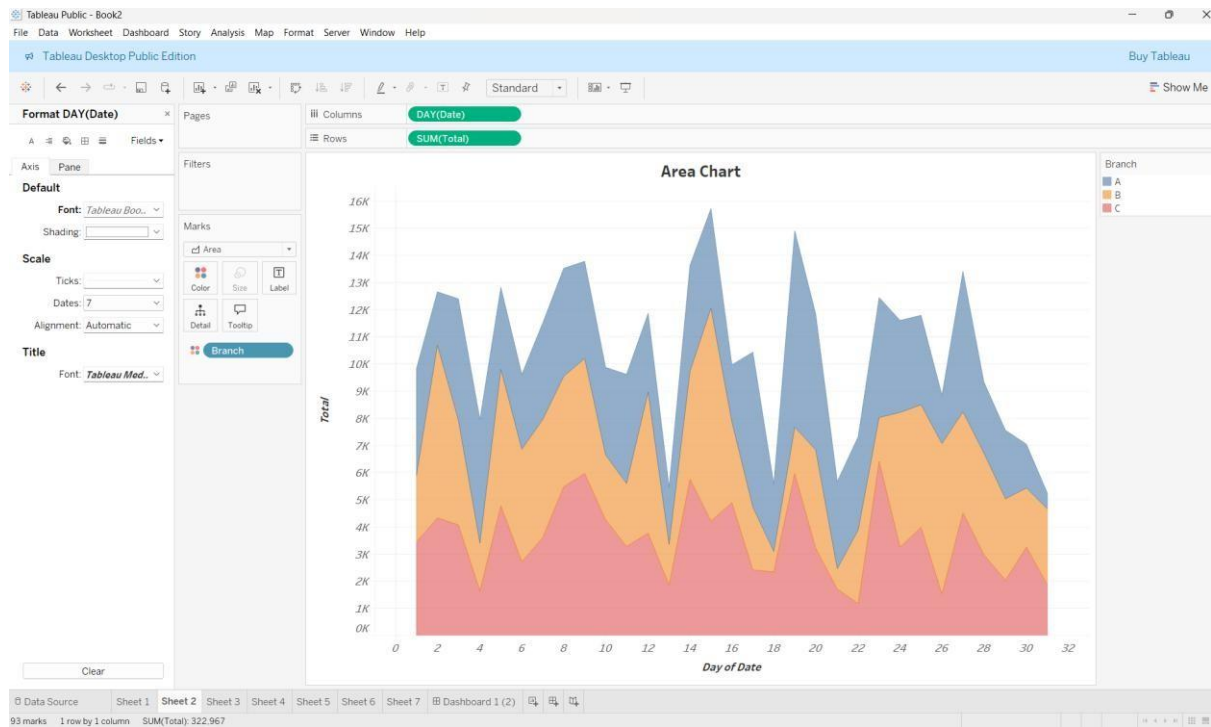 Tableau Public - Book2
File Data Worksheet Dashboard Story Analysis Map Format Server Window Help
Tableau Desktop Public Edition Buy Tableau
Standard Show Me
Format DAY(Date) ×
Fields
Axis Pane
Default
Font: Tableau Boo..
Shading:
Scale
Ticks:
Dates: 7
Alignment: Automatic
Title
Font: Tableau Med..
Clear
Pages
Filters
Marks
Area
Color Size Label
Detail Tooltip
Branch
Columns DAY(Date)
Rows SUM(Total)
Area Chart
16K
15K
14K
13K
12K
11K
10K
9K
8K
7K
6K
5K
4K
3K
2K
1K
0K
Total
0 2 4 6 8 10 12 14 16 18 20 22 24 26 28 30 32
Day of Date
Branch
A
B
C
Data Source Sheet 1 Sheet 2 Sheet 3 Sheet 4 Sheet 5 Sheet 6 Sheet 7 Dashboard 1 (2)
93 marks 1 row by 1 column SUM(Total): 322.967